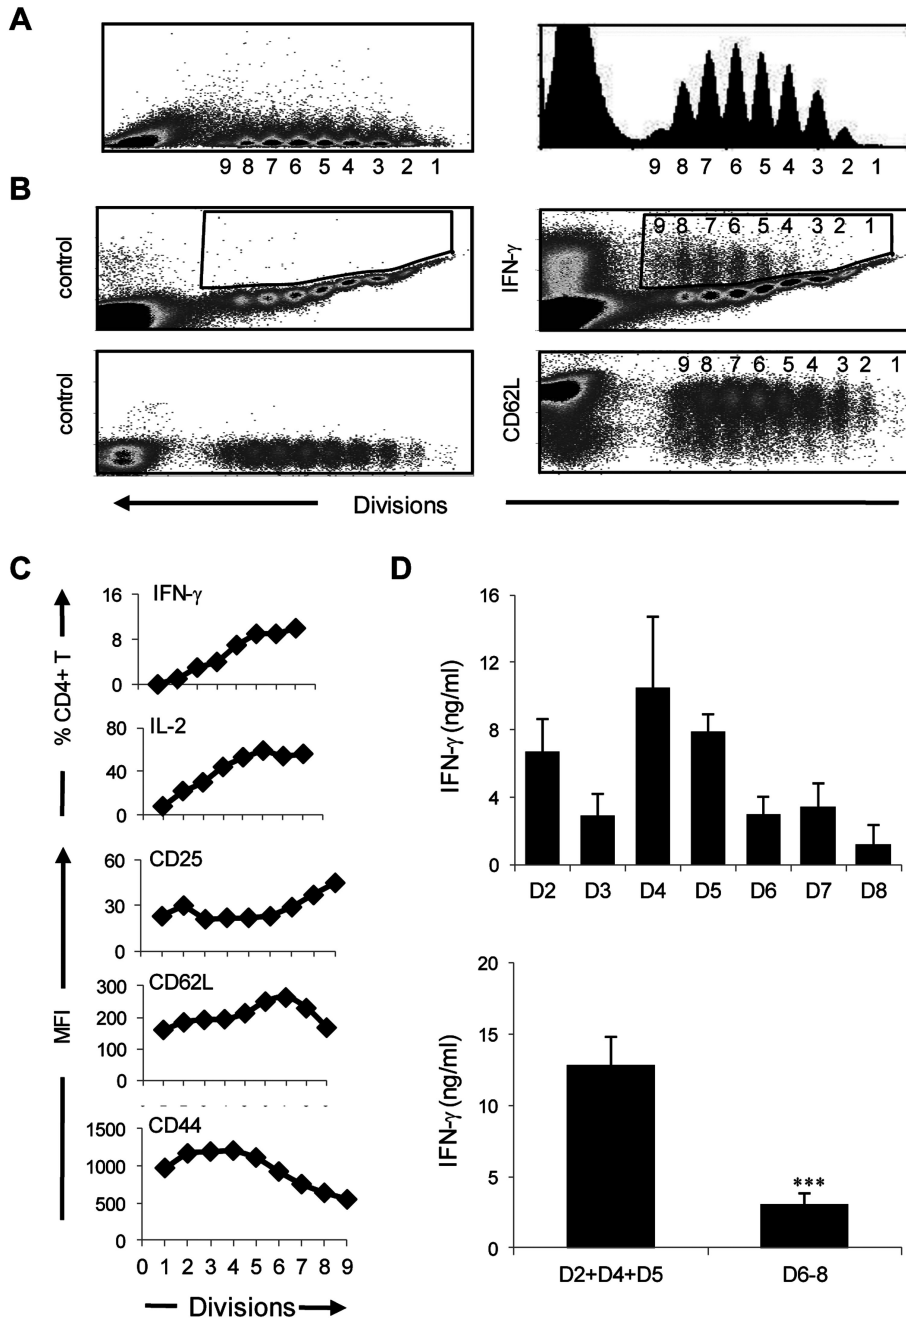 A
9 8 7 6 5 4 3 2 1
9 8 7 6 5 4 3 2 1
B
control
IFN-γ
9 8 7 6 5 4 3 2 1
control
CD62L
9 8 7 6 5 4 3 2 1
Divisions
C
% CD4+ T
MFI
IFN-γ
16
8
0
IL-2
80
40
0
CD25
60
30
0
CD62L
300
200
100
0
CD44
1500
1000
500
0
0 1 2 3 4 5 6 7 8 9
Divisions
D
IFN-γ (ng/ml)
16
12
8
4
0
D2 D3 D4 D5 D6 D7 D8
IFN-γ (ng/ml)
20
15
10
5
0
***
D2+D4+D5 D6-8